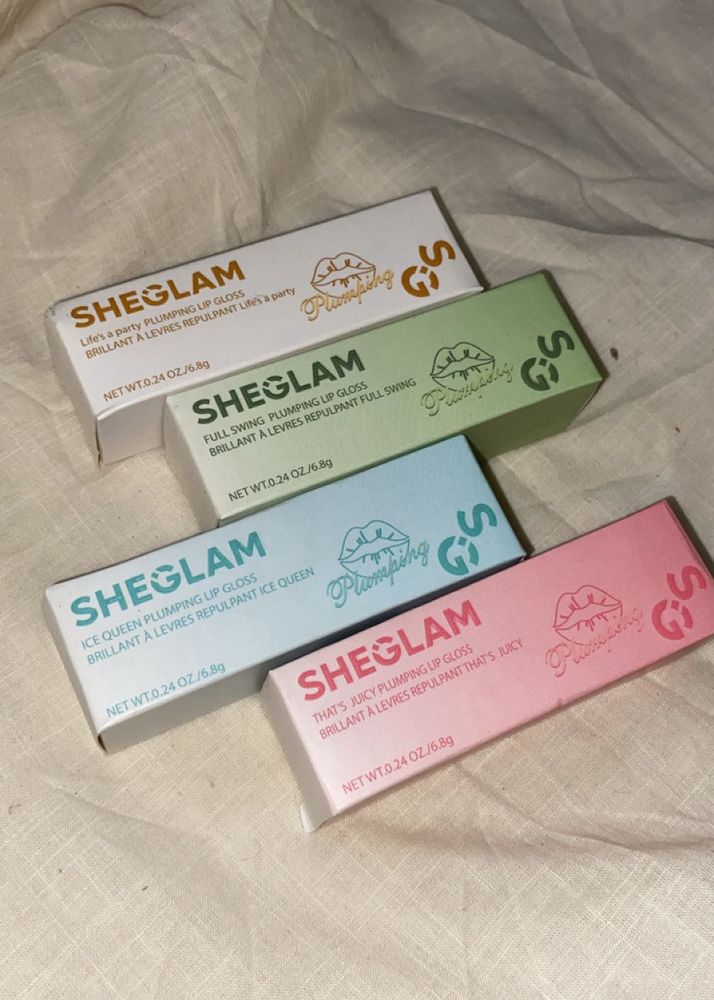 SHEGLAM
Life's a party PLUMPING LIP GLOSS
BRILLANT À LEVRES REPULPANT Life's a party
NET WT.0.24 OZ./6.8g
Plumping
GS
SHEGLAM
FULL SWING PLUMPING LIP GLOSS
BRILLANT À LEVRES REPULPANT FULL SWING
NET WT.0.24 OZ./6.8g
Plumping
GS
SHEGLAM
ICE QUEEN PLUMPING LIP GLOSS
BRILLANT À LEVRES REPULPANT ICE QUEEN
NET WT.0.24 OZ./6.8g
Plumping
GS
SHEGLAM
THAT'S JUICY PLUMPING LIP GLOSS
BRILLANT À LEVRES REPULPANT THAT'S JUICY
NET WT.0.24 OZ./6.8g
Plumping
GS